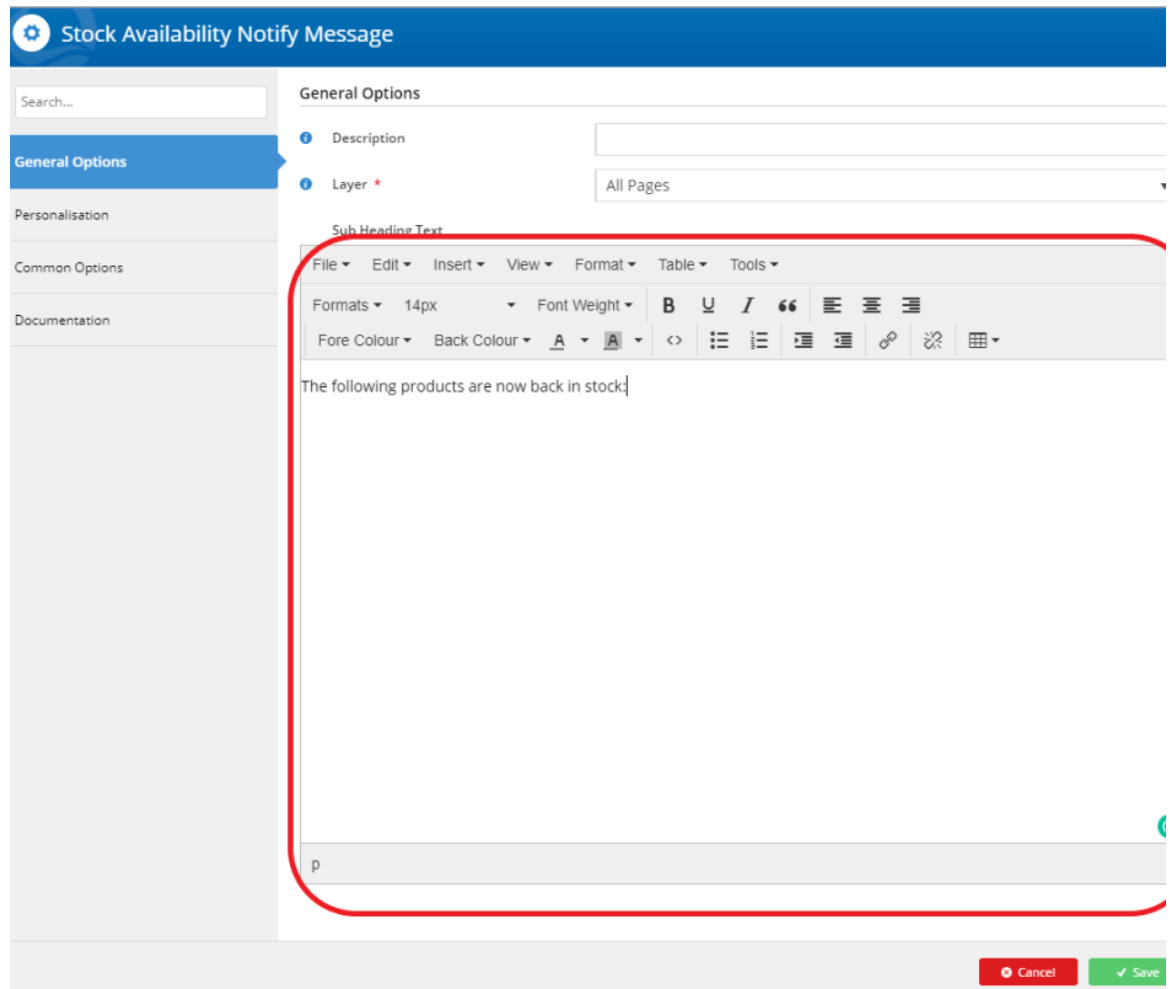 Stock Availability Notify Message
Search...
General Options
Personalisation
Common Options
Documentation
General Options
Description
Layer *
All Pages
Sub Heading Text
File Edit Insert View Format Table Tools
Formats 14px Font Weight B U I “
Fore Colour Back Colour A A <>
The following products are now back in stock:
p
Cancel Save